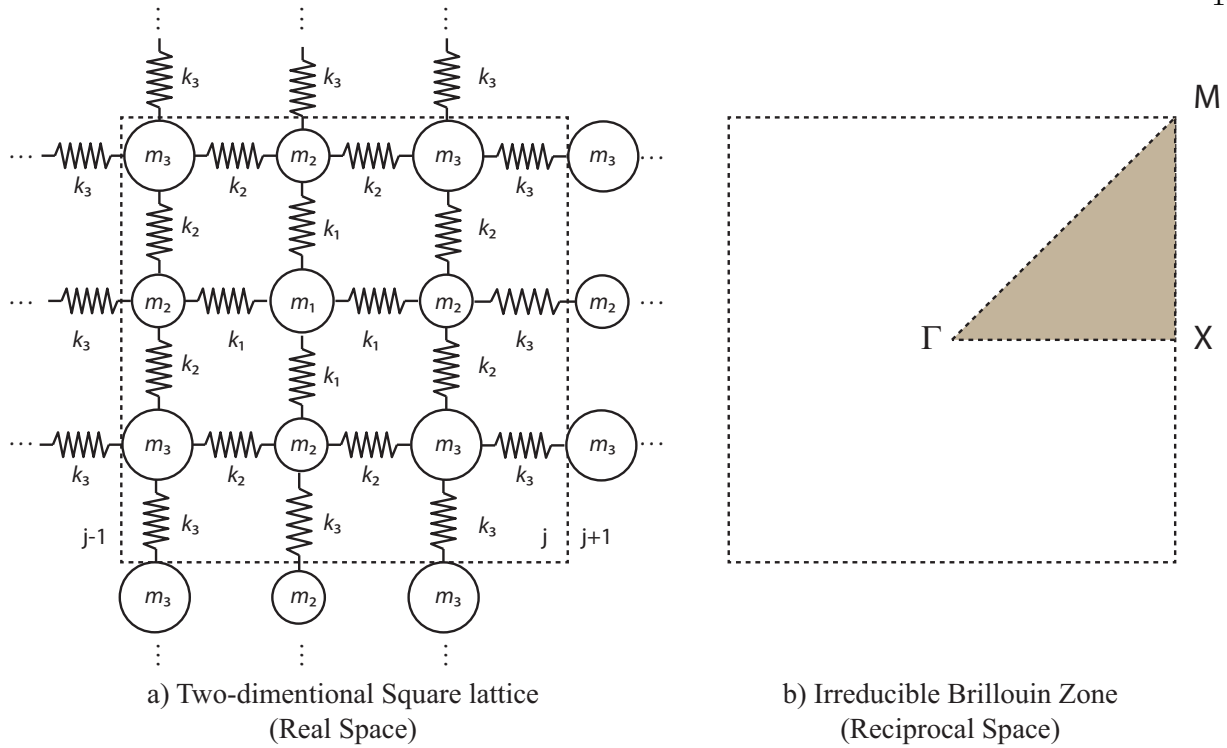 ⋮ ⋮ ⋮
k₃ k₃ k₃
M
⋯ m₃ m₂ m₃ m₃ ⋯
k₃ k₂ k₂ k₃
k₂ k₁ k₂
⋯ m₂ m₁ m₂ m₂ ⋯
k₃ k₁ k₁ k₃
Γ X
k₂ k₁ k₂
⋯ m₃ m₂ m₃ m₃ ⋯
k₃ k₂ k₂ k₃
k₃ k₃ k₃
j-1 j j+1
m₃ m₂ m₃
⋮ ⋮ ⋮
a) Two-dimentional Square lattice
(Real Space)
b) Irreducible Brillouin Zone
(Reciprocal Space)